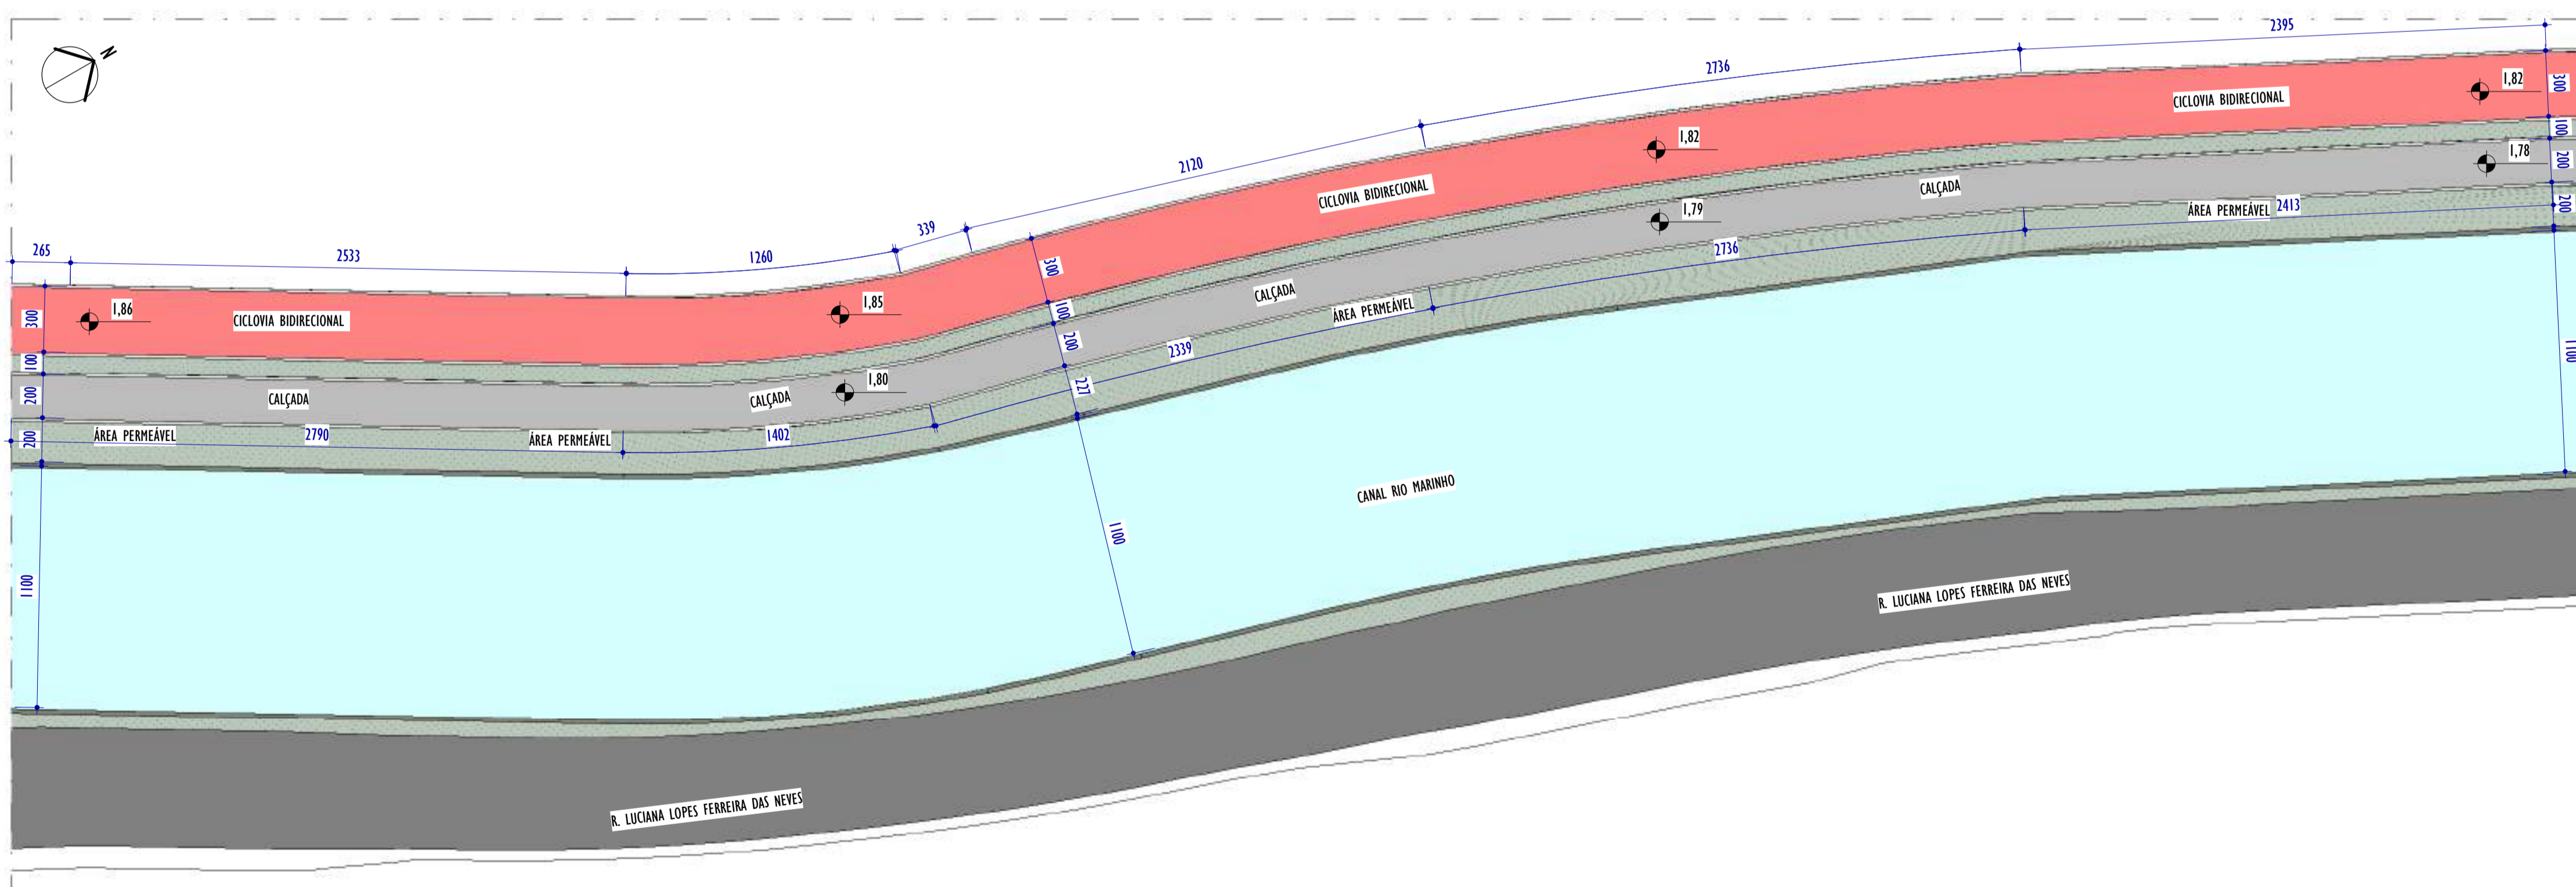 N
2395
2736
2120
339
1260
2533
265
1,82
300
CICLOVIA BIDIRECIONAL
100
1,82
1,78
200
CICLOVIA BIDIRECIONAL
CALÇADA
1,79
ÁREA PERMEÁVEL
2413
200
2736
300
CALÇADA
100
ÁREA PERMEÁVEL
1,86
1,85
300
CICLOVIA BIDIRECIONAL
200
2339
1100
100
1,80
227
200
CALÇADA
CALÇADA
200
ÁREA PERMEÁVEL
2790
ÁREA PERMEÁVEL
1402
CANAL RIO MARINHO
1100
1100
R. LUCIANA LOPES FERREIRA DAS NEVES
R. LUCIANA LOPES FERREIRA DAS NEVES